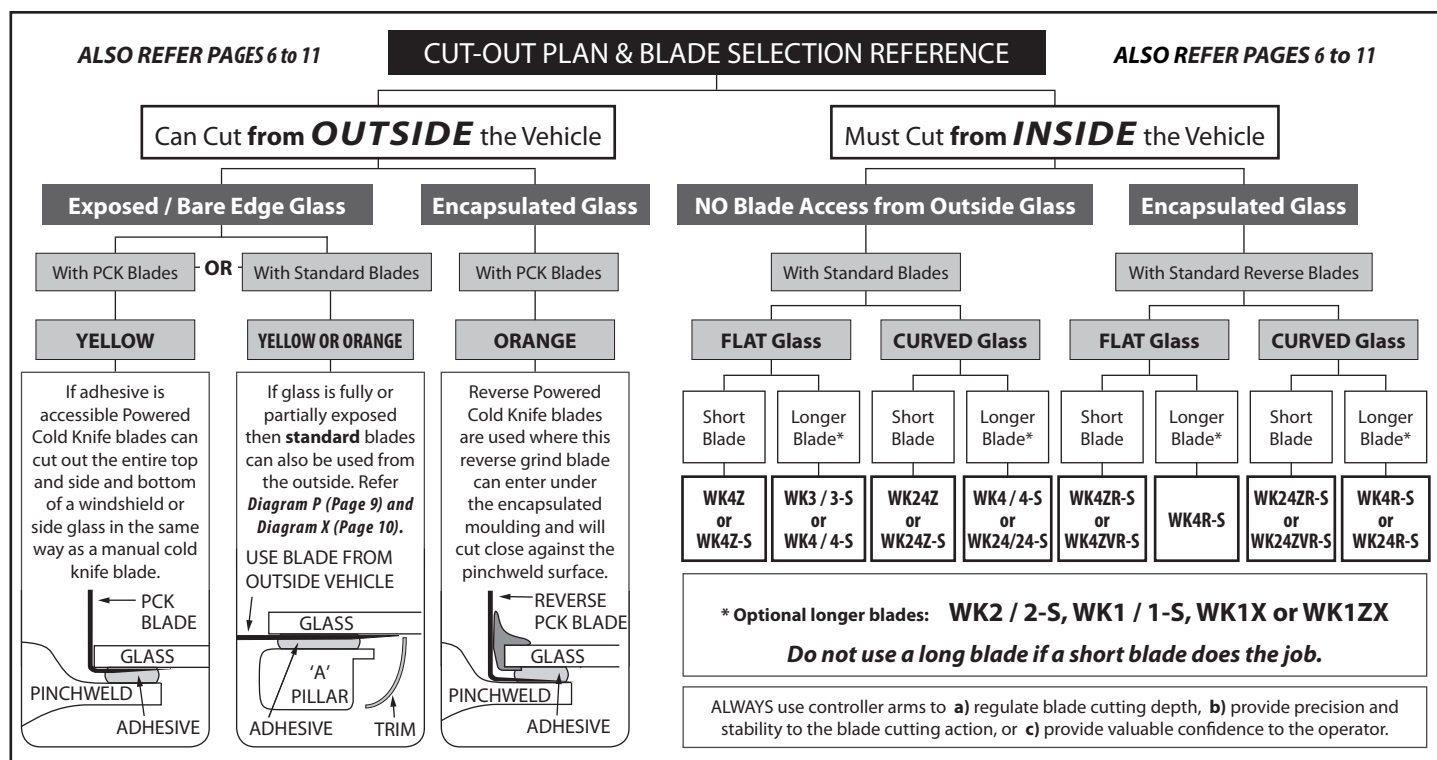 ALSO REFER PAGES 6 to 11
CUT-OUT PLAN & BLADE SELECTION REFERENCE
ALSO REFER PAGES 6 to 11
Can Cut from OUTSIDE the Vehicle
Must Cut from INSIDE the Vehicle
Exposed / Bare Edge Glass
Encapsulated Glass
NO Blade Access from Outside Glass
Encapsulated Glass
With PCK Blades
OR
With Standard Blades
With PCK Blades
With Standard Blades
With Standard Reverse Blades
YELLOW
If adhesive is
accessible Powered
Cold Knife blades can
cut out the entire top
and side and bottom
of a windshield or
side glass in the same
way as a manual cold
knife blade.
PCK
BLADE
GLASS
PINCHWELD
ADHESIVE
YELLOW OR ORANGE
If glass is fully or
partially exposed
then standard blades
can also be used from
the outside. Refer
Diagram P (Page 9) and
Diagram X (Page 10).
USE BLADE FROM
OUTSIDE VEHICLE
GLASS
'A'
PILLAR
ADHESIVE
TRIM
ORANGE
Reverse Powered
Cold Knife blades
are used where this
reverse grind blade
can enter under
the encapsulated
moulding and will
cut close against the
pinchweld surface.
REVERSE
PCK BLADE
GLASS
PINCHWELD
ADHESIVE
FLAT Glass
CURVED Glass
FLAT Glass
CURVED Glass
Short
Blade
Longer
Blade*
Short
Blade
Longer
Blade*
Short
Blade
Longer
Blade*
Short
Blade
Longer
Blade*
WK4Z
or
WK4Z-S
WK3 / 3-S
or
WK4 / 4-S
WK24Z
or
WK24Z-S
WK4 / 4-S
or
WK24/24-S
WK4ZR-S
or
WK4ZVR-S
WK4R-S
WK24ZR-S
or
WK24ZVR-S
WK4R-S
or
WK24R-S
* Optional longer blades: WK2 / 2-S, WK1 / 1-S, WK1X or WK1ZX
Do not use a long blade if a short blade does the job.
ALWAYS use controller arms to a) regulate blade cutting depth, b) provide precision and
stability to the blade cutting action, or c) provide valuable confidence to the operator.